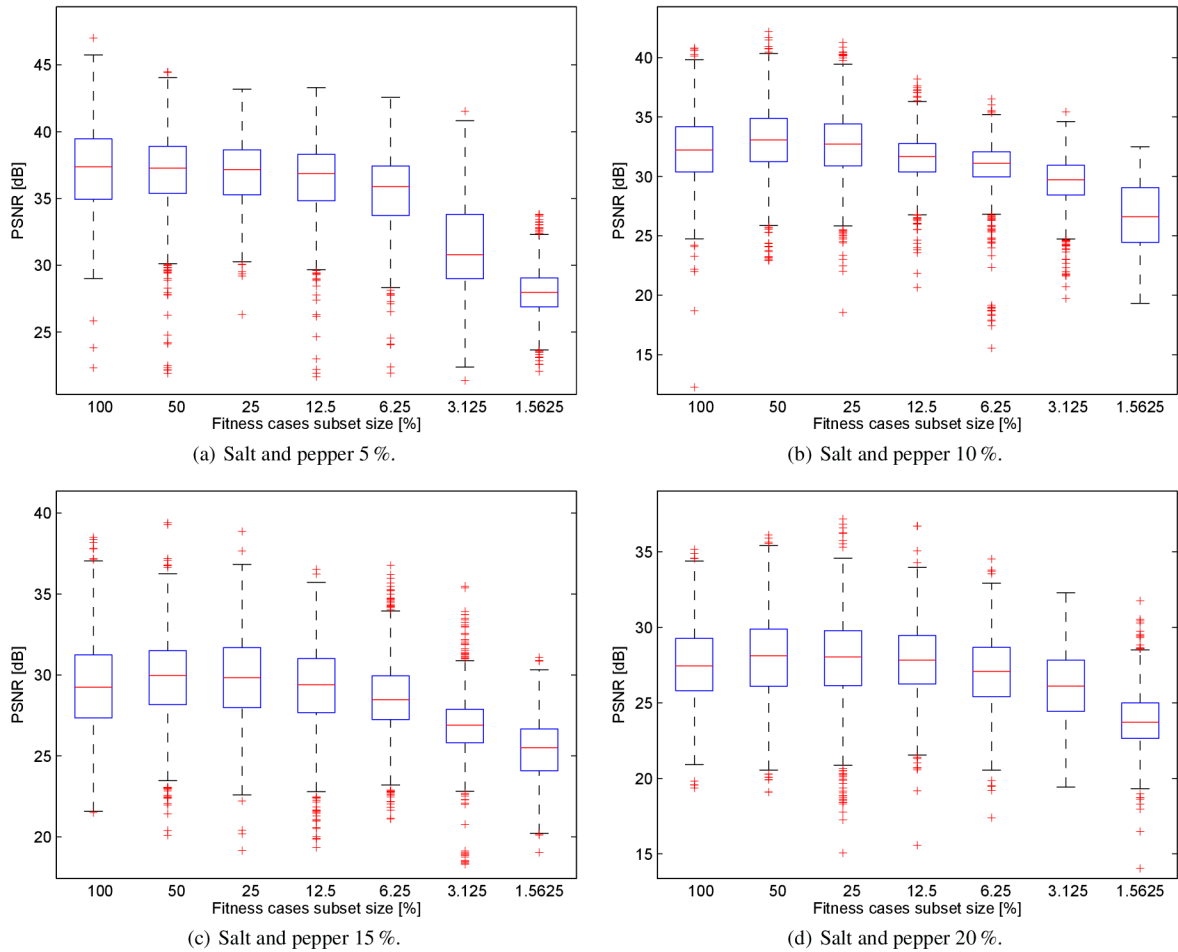 45
40
35
30
25
PSNR [dB]
100 50 25 12.5 6.25 3.125 1.5625
Fitness cases subset size [%]
(a) Salt and pepper 5 %.
40
35
30
25
20
15
PSNR [dB]
100 50 25 12.5 6.25 3.125 1.5625
Fitness cases subset size [%]
(b) Salt and pepper 10 %.
40
35
30
25
20
PSNR [dB]
100 50 25 12.5 6.25 3.125 1.5625
Fitness cases subset size [%]
(c) Salt and pepper 15 %.
35
30
25
20
15
PSNR [dB]
100 50 25 12.5 6.25 3.125 1.5625
Fitness cases subset size [%]
(d) Salt and pepper 20 %.